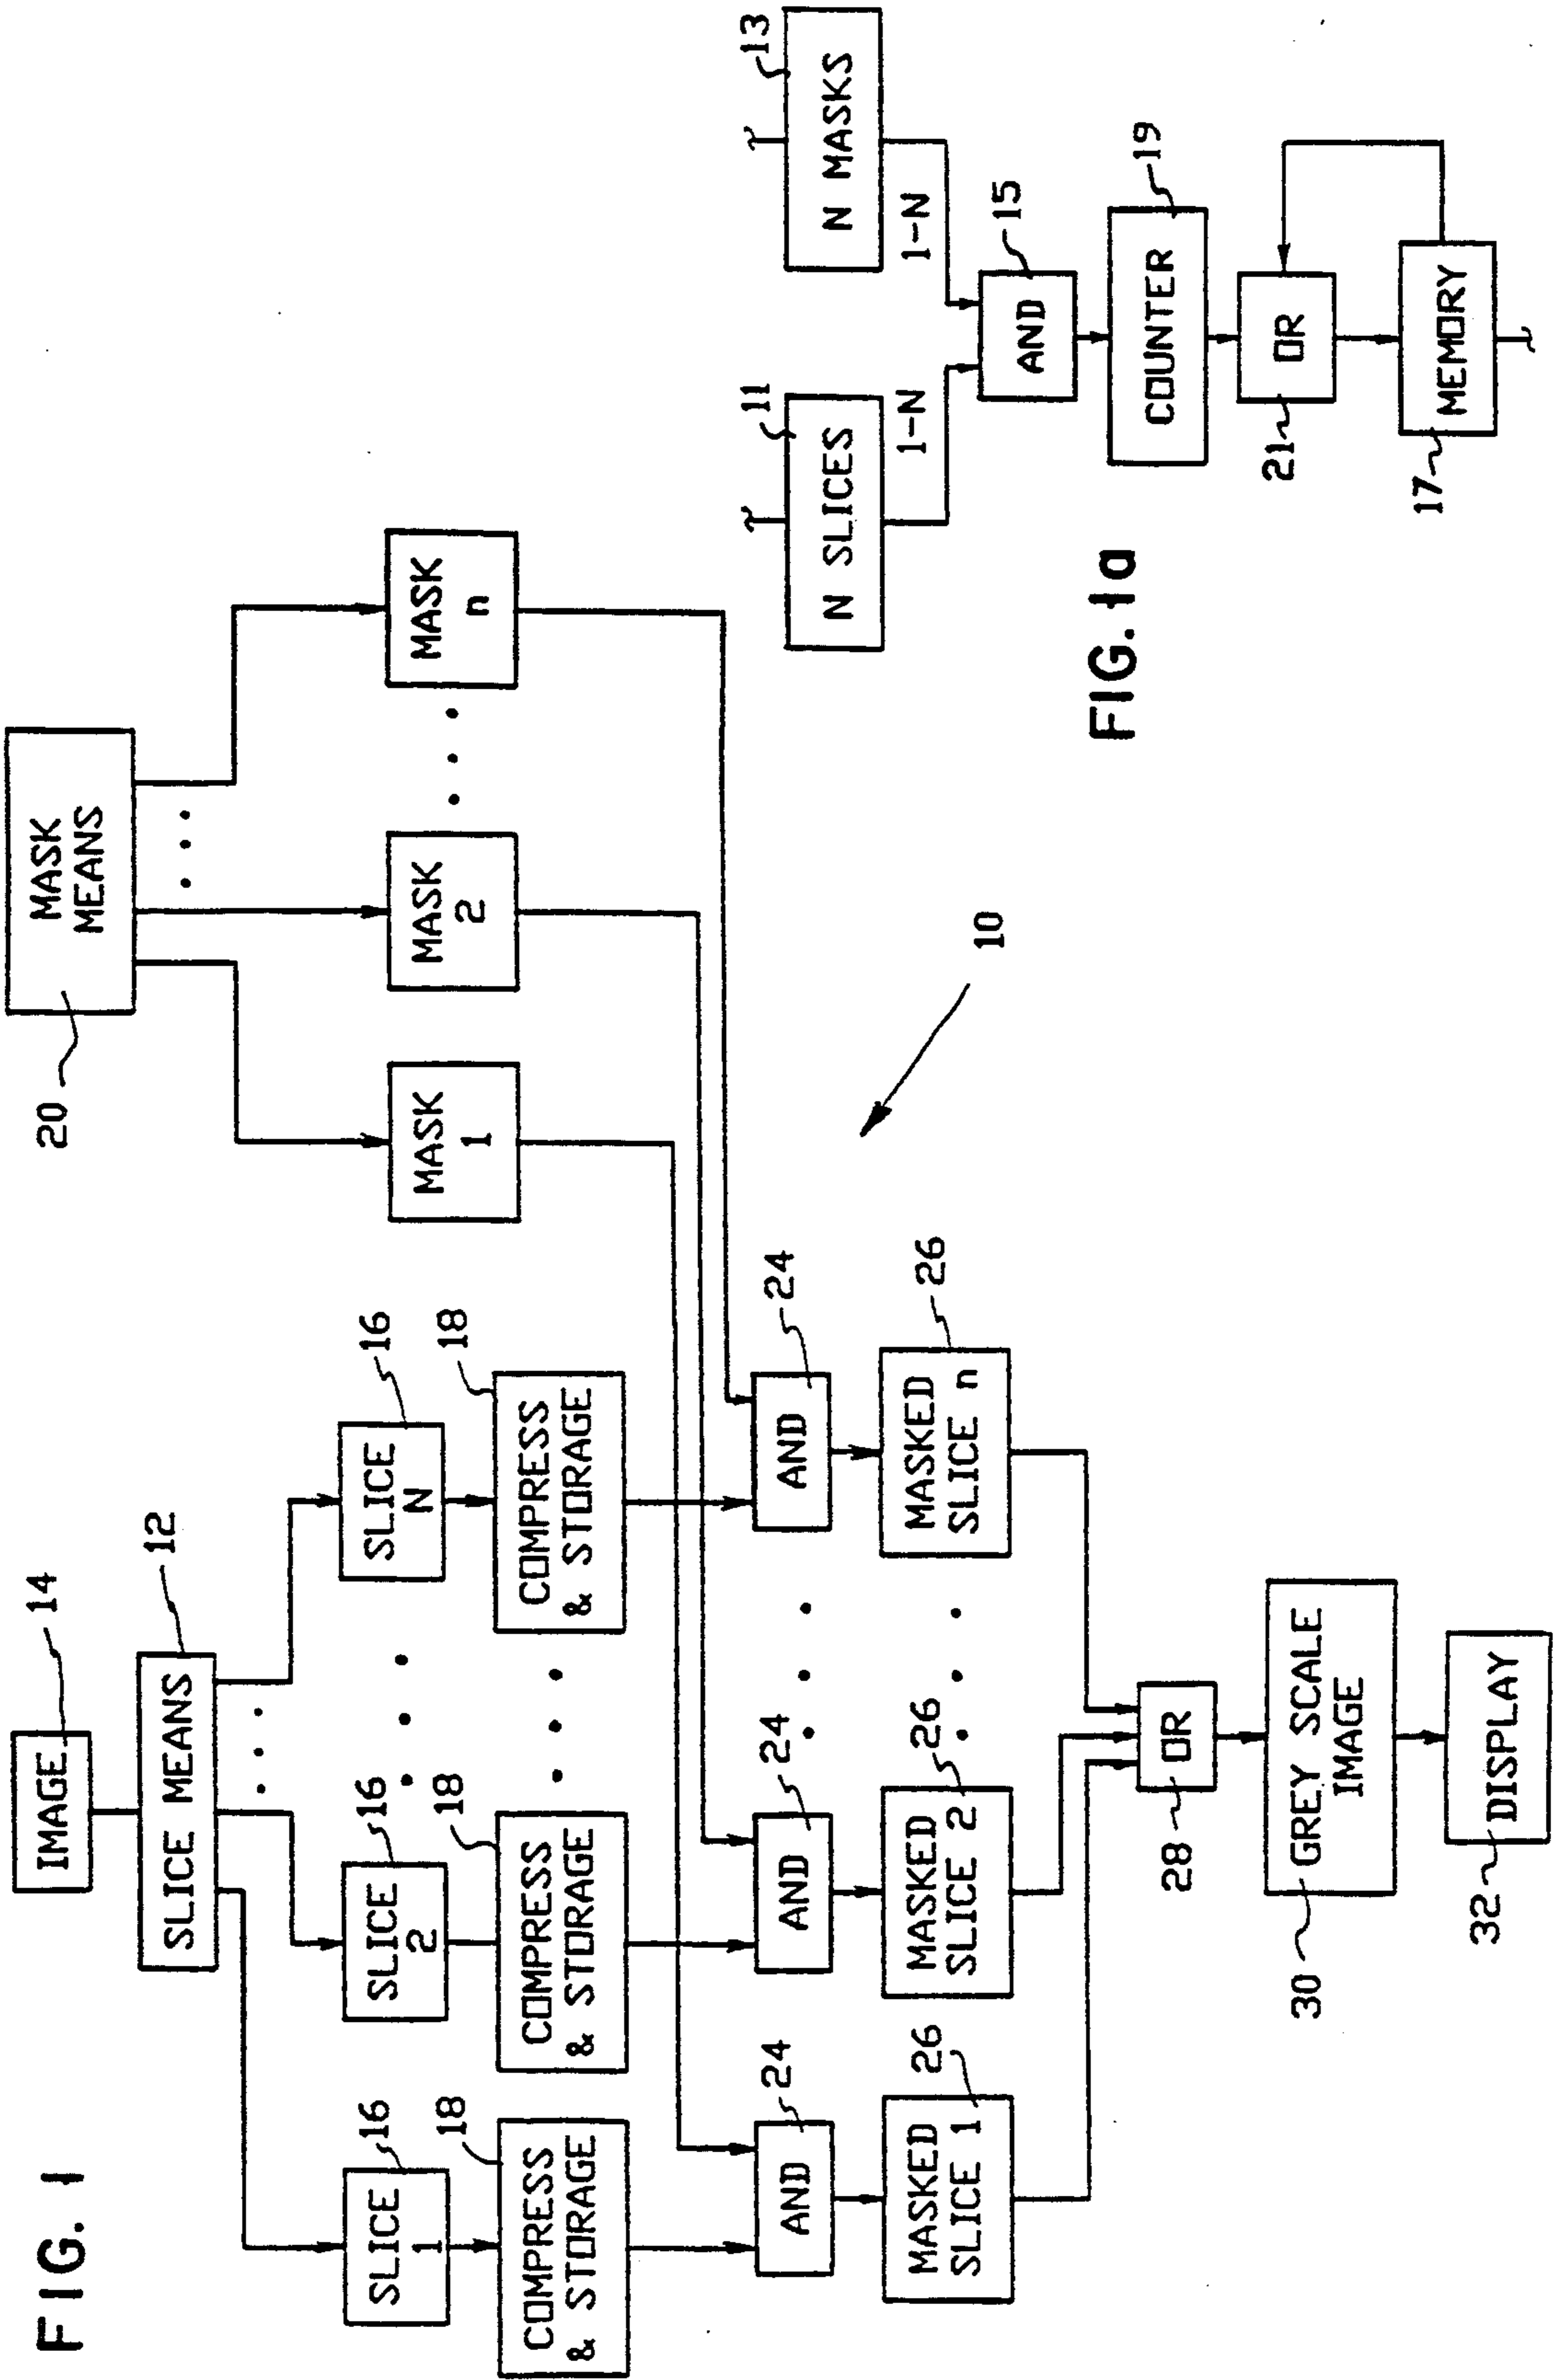 FIG. 1
IMAGE
14
SLICE MEANS
12
SLICE
1
16
SLICE
2
16
SLICE
N
16
COMPRESS
& STORAGE
18
COMPRESS
& STORAGE
18
COMPRESS
& STORAGE
18
MASK
MEANS
20
MASK
1
MASK
2
MASK
n
AND
24
AND
24
AND
24
MASKED
SLICE 1
26
MASKED
SLICE 2
26
MASKED
SLICE n
26
OR
28
GREY SCALE
IMAGE
30
DISPLAY
32
10
FIG. 1a
N SLICES
11
N MASKS
13
1-N
1-N
AND
15
COUNTER
19
OR
21
MEMORY
17